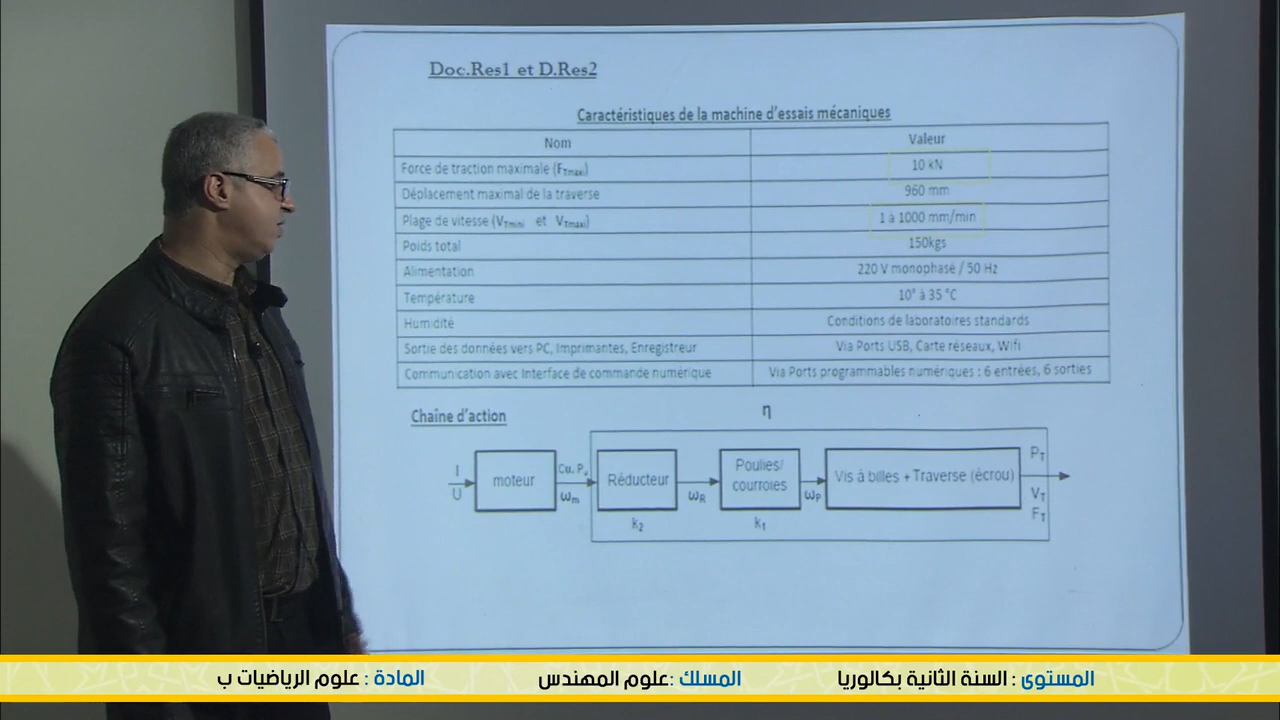 Doc.Res1 et D.Res2
Caractéristiques de la machine d'essais mécaniques
Nom Valeur
Force de traction maximale (FTmaxi) 10 kN
Déplacement maximal de la traverse 960 mm
Plage de vitesse (VTmini et VTmaxi) 1 à 1000 mm/min
Poids total 150kgs
Alimentation 220 V monophasé / 50 Hz
Température 10° à 35 °C
Humidité Conditions de laboratoires standards
Sortie des données vers PC, Imprimantes, Enregistreur Via Ports USB, Carte réseaux, Wifi
Communication avec Interface de commande numérique Via Ports programmables numériques : 6 entrées, 6 sorties
Chaîne d'action
η
I
U
moteur
Cu. Pu
ωm
Réducteur
k2
ωR
Poulies/
courroies
k1
ωP
Vis à billes + Traverse (écrou)
PT
VT
FT
المستوى : السنة الثانية بكالوريا
المسلك : علوم المهندس
المادة : علوم الرياضيات ب